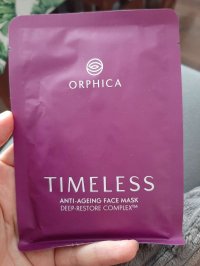 ORPHICA
TIMELESS
ANTI-AGEING FACE MASK
DEEP-RESTORE COMPLEX™